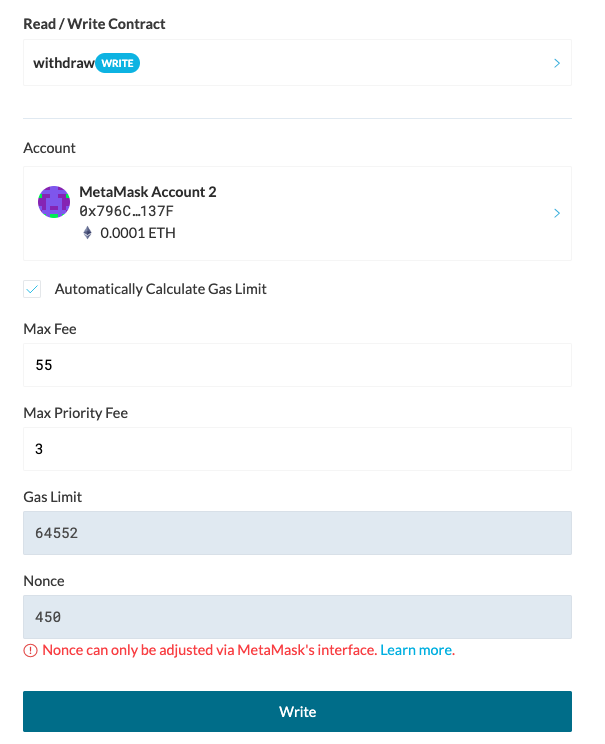 Read / Write Contract
withdraw WRITE
Account
MetaMask Account 2
0x796C…137F
0.0001 ETH
Automatically Calculate Gas Limit
Max Fee
55
Max Priority Fee
3
Gas Limit
64552
Nonce
450
Nonce can only be adjusted via MetaMask's interface. Learn more.
Write